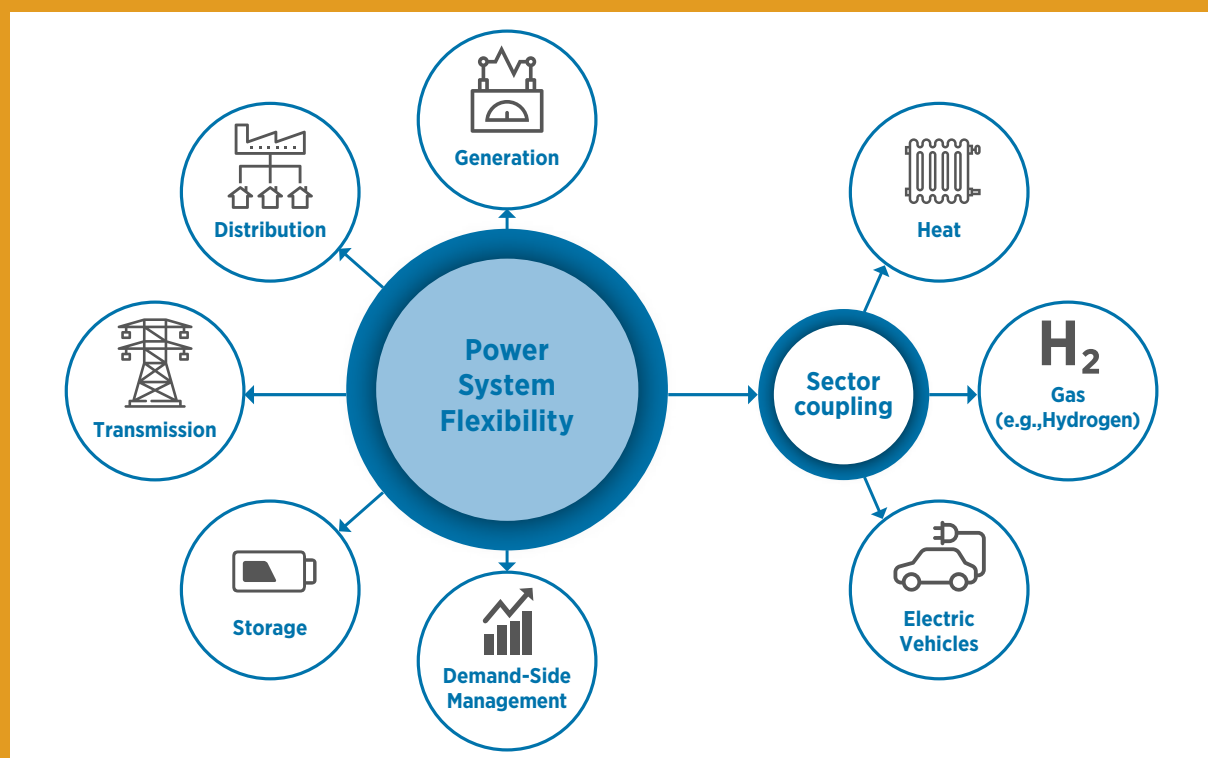 Generation
Distribution
Heat
Transmission
Power
System
Flexibility
Sector
coupling
H₂
Gas
(e.g.,Hydrogen)
Storage
Demand-Side
Management
Electric
Vehicles